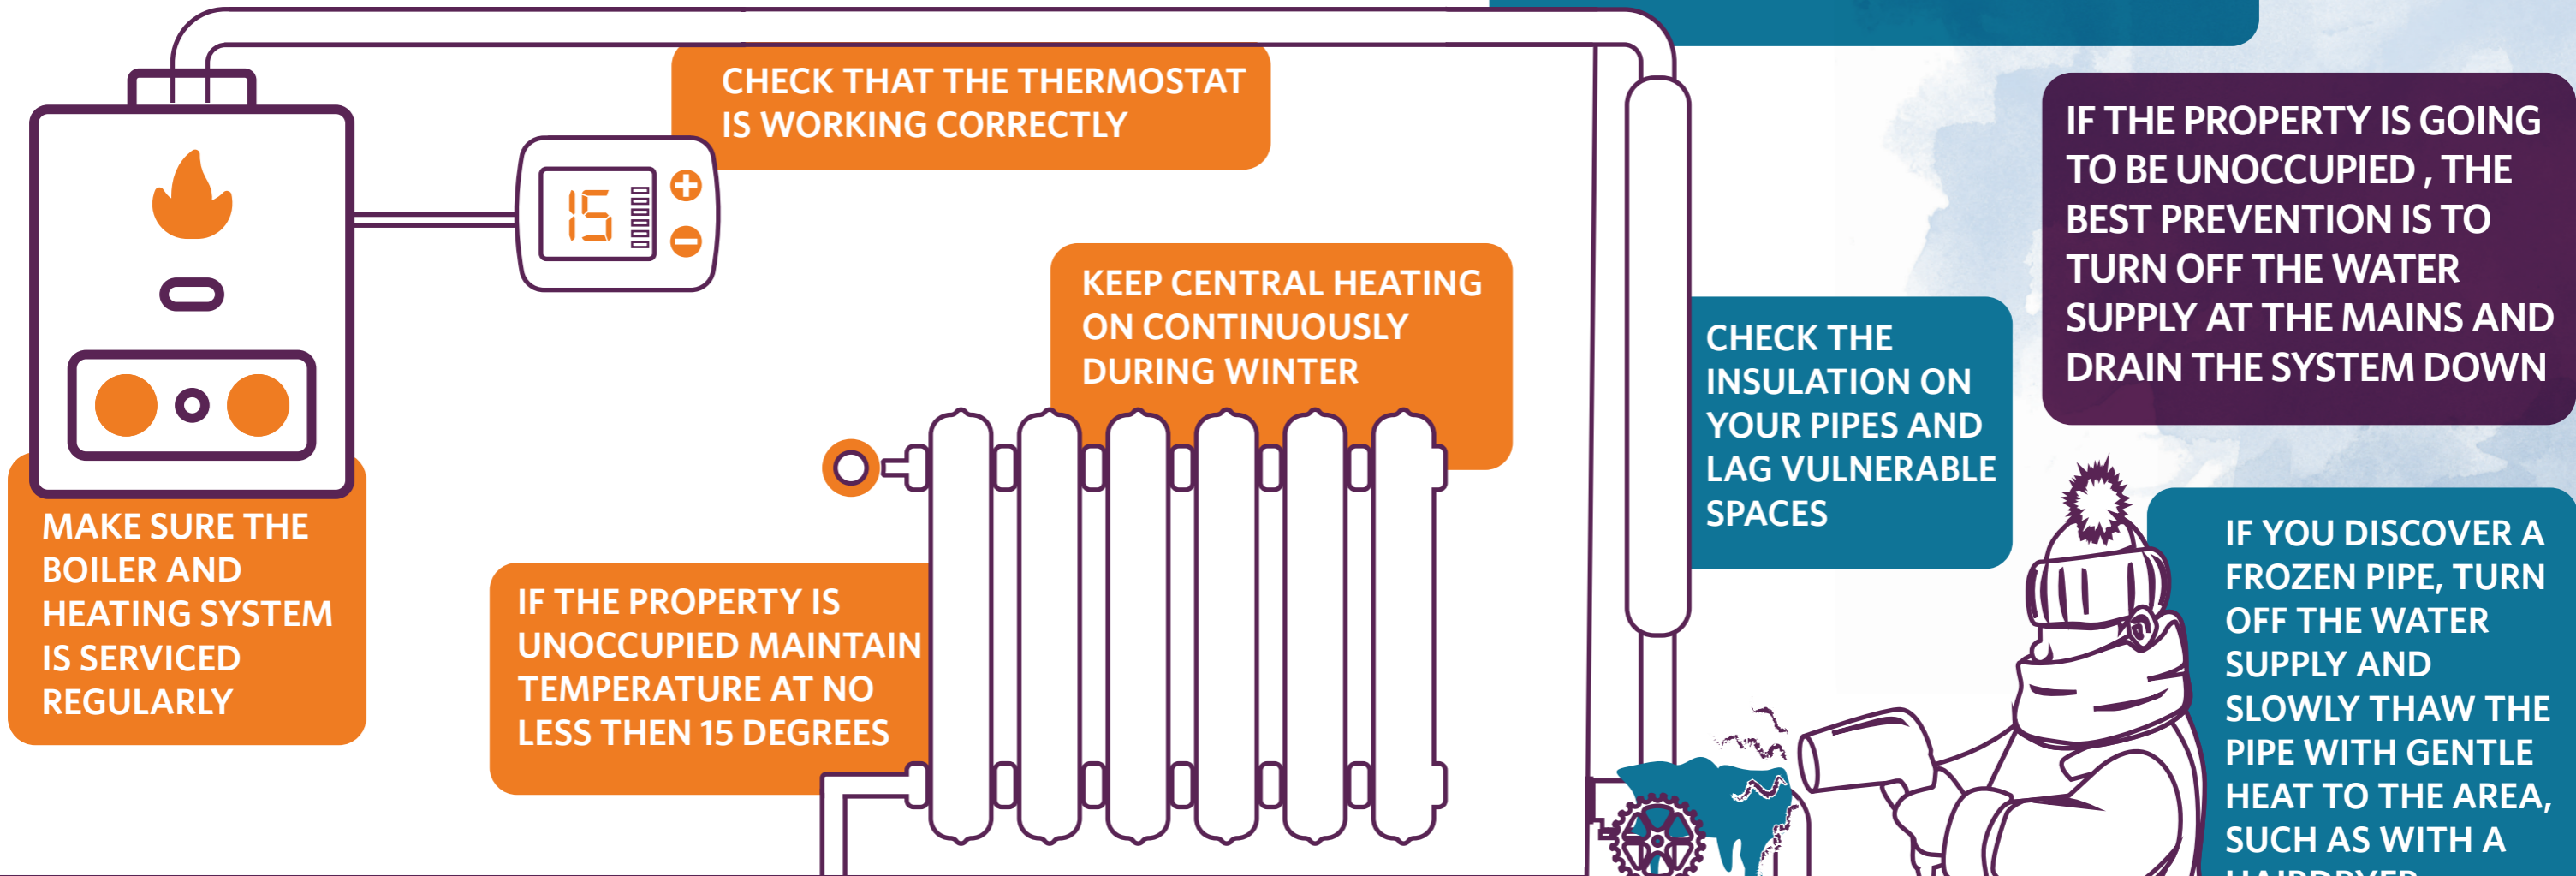 CHECK THAT THE THERMOSTAT
IS WORKING CORRECTLY
15
KEEP CENTRAL HEATING
ON CONTINUOUSLY
DURING WINTER
MAKE SURE THE
BOILER AND
HEATING SYSTEM
IS SERVICED
REGULARLY
IF THE PROPERTY IS
UNOCCUPIED MAINTAIN
TEMPERATURE AT NO
LESS THEN 15 DEGREES
CHECK THE
INSULATION ON
YOUR PIPES AND
LAG VULNERABLE
SPACES
IF THE PROPERTY IS GOING
TO BE UNOCCUPIED , THE
BEST PREVENTION IS TO
TURN OFF THE WATER
SUPPLY AT THE MAINS AND
DRAIN THE SYSTEM DOWN
IF YOU DISCOVER A
FROZEN PIPE, TURN
OFF THE WATER
SUPPLY AND
SLOWLY THAW THE
PIPE WITH GENTLE
HEAT TO THE AREA,
SUCH AS WITH A
HAIRDRYER